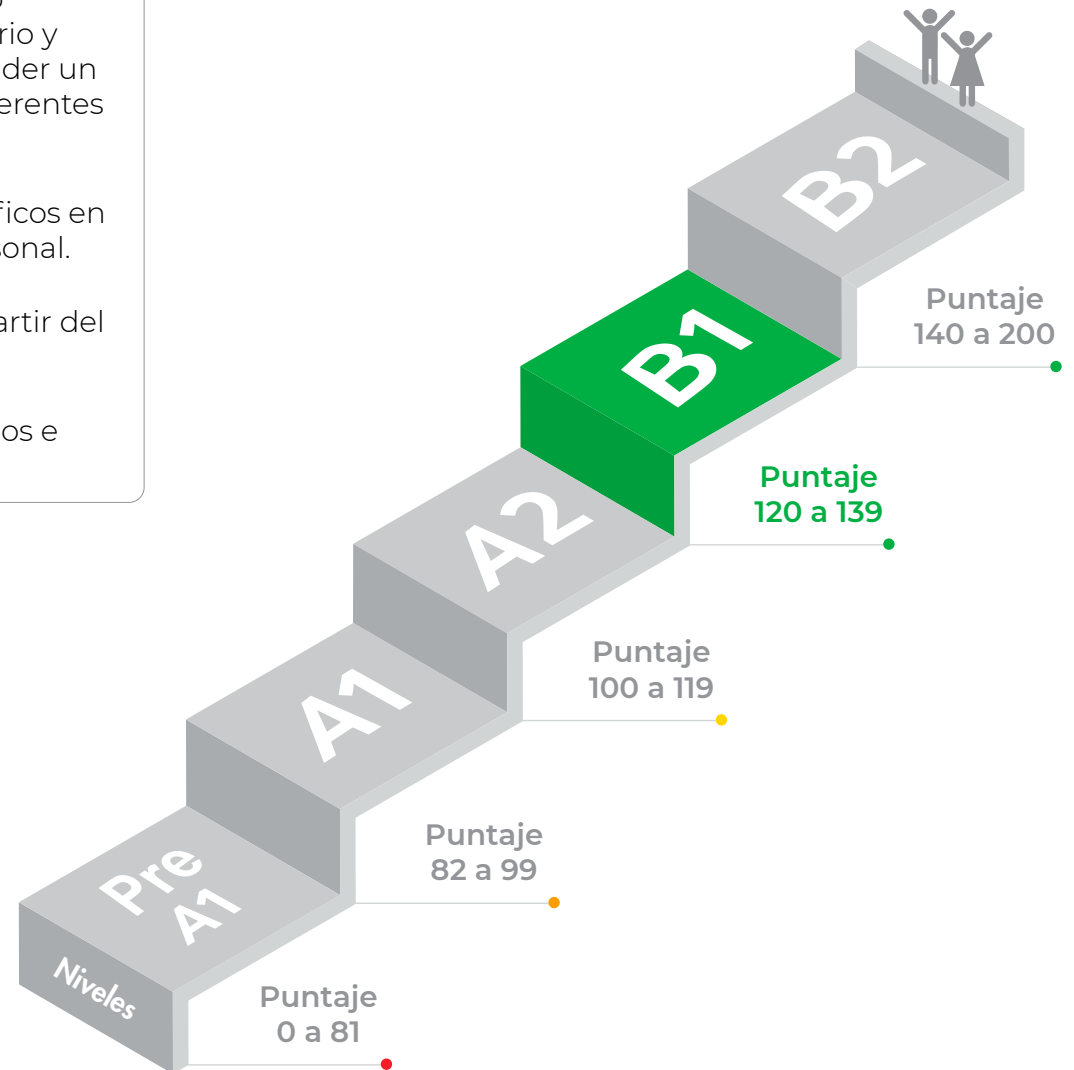 rio y
der un
erentes
ficos en
sonal.
artir del
os e
B2
Puntaje
140 a 200
B1
Puntaje
120 a 139
A2
Puntaje
100 a 119
A1
Puntaje
82 a 99
Pre
A1
Niveles
Puntaje
0 a 81